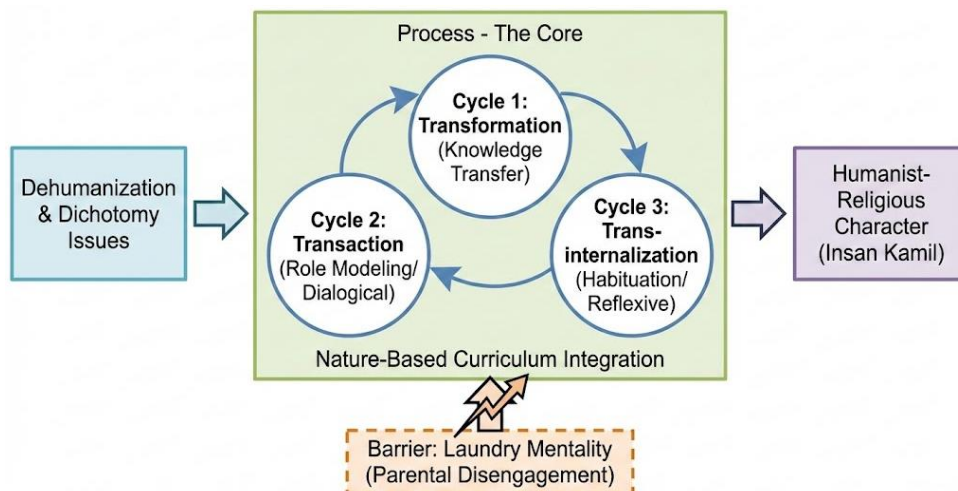 Process - The Core
Dehumanization
& Dichotomy
Issues
Cycle 1:
Transformation
(Knowledge
Transfer)
Cycle 2:
Transaction
(Role Modeling/
Dialogical)
Cycle 3:
Trans-
internalization
(Habituation/
Reflexive)
Nature-Based Curriculum Integration
Humanist-
Religious
Character
(Insan Kamil)
Barrier: Laundry Mentality
(Parental Disengagement)